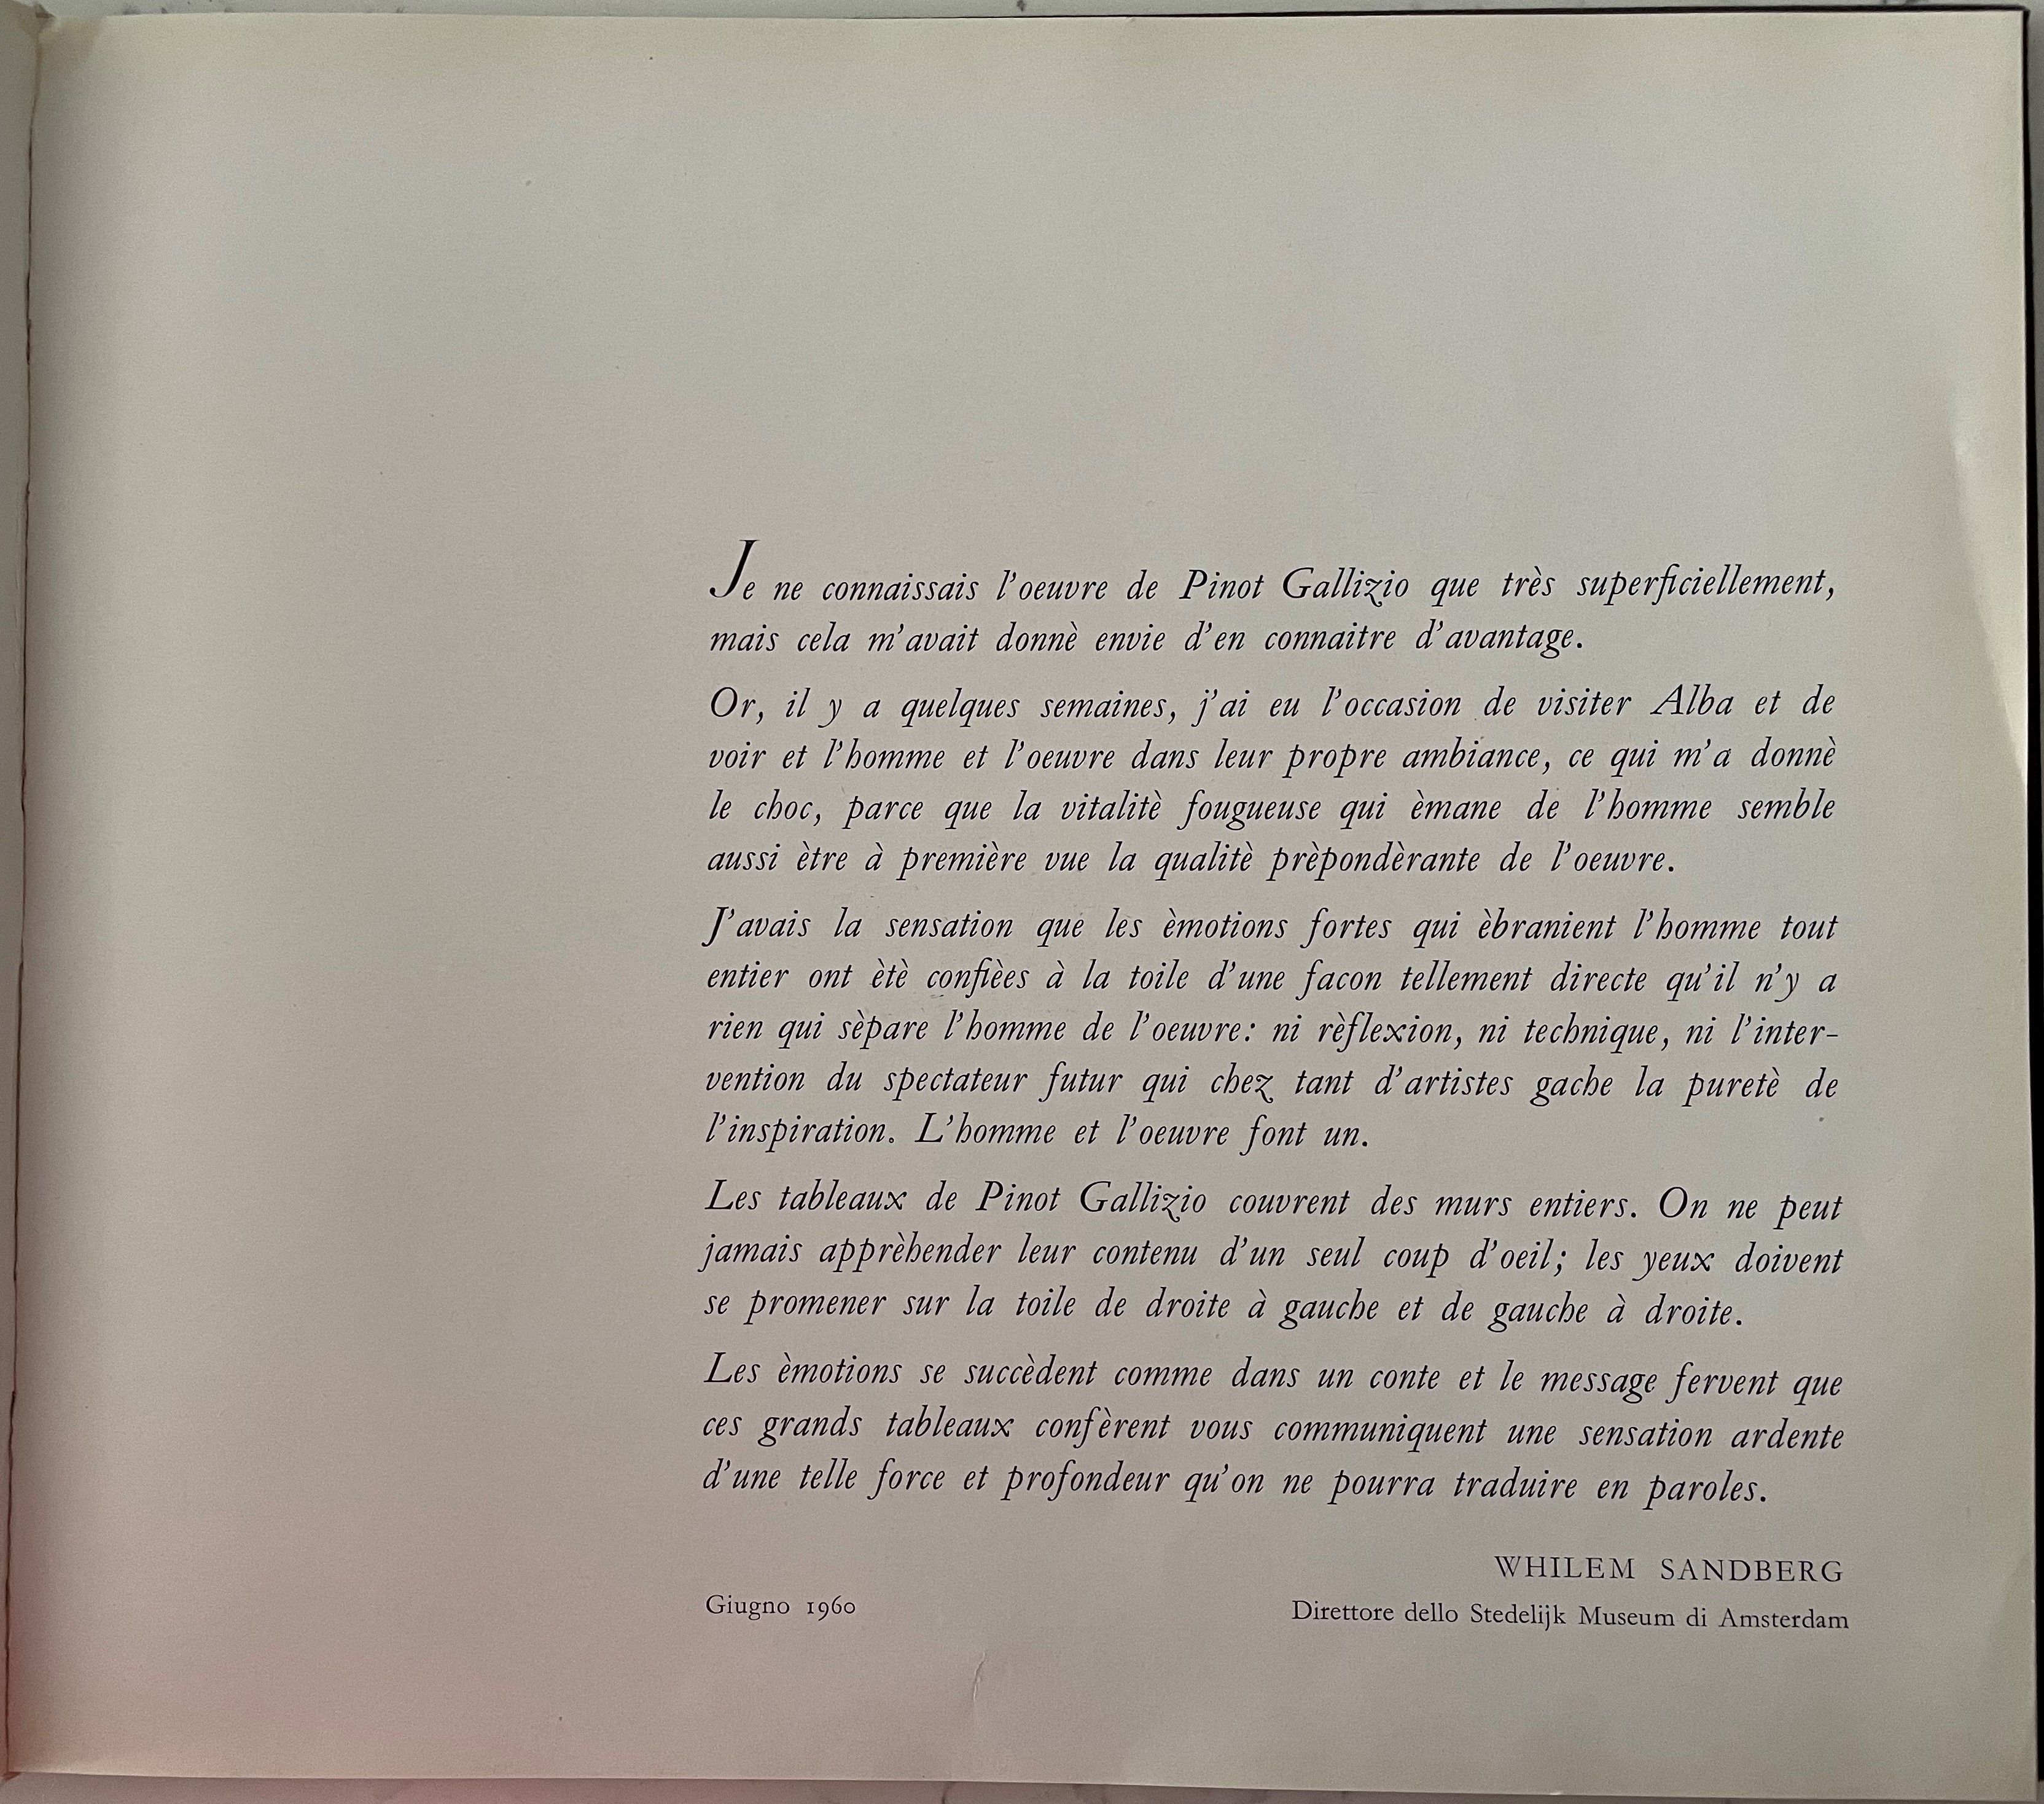 Je ne connaissais l'oeuvre de Pinot Gallizio que très superficiellement,
mais cela m'avait donnè envie d'en connaitre d'avantage.
Or, il y a quelques semaines, j'ai eu l'occasion de visiter Alba et de
voir et l'homme et l'oeuvre dans leur propre ambiance, ce qui m'a donnè
le choc, parce que la vitalitè fougueuse qui èmane de l'homme semble
aussi ètre à première vue la qualitè prèpondèrante de l'oeuvre.
J'avais la sensation que les èmotions fortes qui èbranient l'homme tout
entier ont ètè confièes à la toile d'une facon tellement directe qu'il n'y a
rien qui sèpare l'homme de l'oeuvre: ni rèflexion, ni technique, ni l'inter-
vention du spectateur futur qui chez tant d'artistes gache la puretè de
l'inspiration. L'homme et l'oeuvre font un.
Les tableaux de Pinot Gallizio couvrent des murs entiers. On ne peut
jamais apprèhender leur contenu d'un seul coup d'oeil; les yeux doivent
se promener sur la toile de droite à gauche et de gauche à droite.
Les èmotions se succèdent comme dans un conte et le message fervent que
ces grands tableaux confèrent vous communiquent une sensation ardente
d'une telle force et profondeur qu'on ne pourra traduire en paroles.
WHILEM SANDBERG
Giugno 1960 Direttore dello Stedelijk Museum di Amsterdam